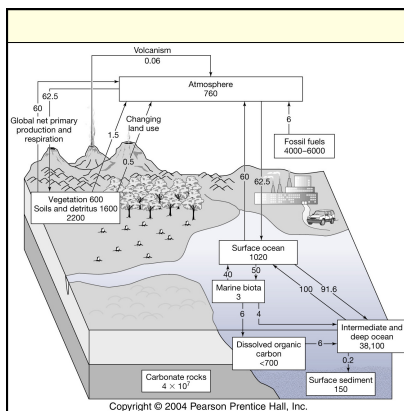 Volcanism
0.06
Atmosphere
760
62.5
60
Global net primary
production and
respiration
Changing
land use
1.5
0.5
6
Fossil fuels
4000–6000
Vegetation 600
Soils and detritus 1600
2200
60
62.5
Surface ocean
1020
40
50
Marine biota
3
100
91.6
6
4
Intermediate and
deep ocean
38,100
Dissolved organic
carbon
<700
6
0.2
Carbonate rocks
4 × 10⁷
Surface sediment
150
Copyright © 2004 Pearson Prentice Hall, Inc.